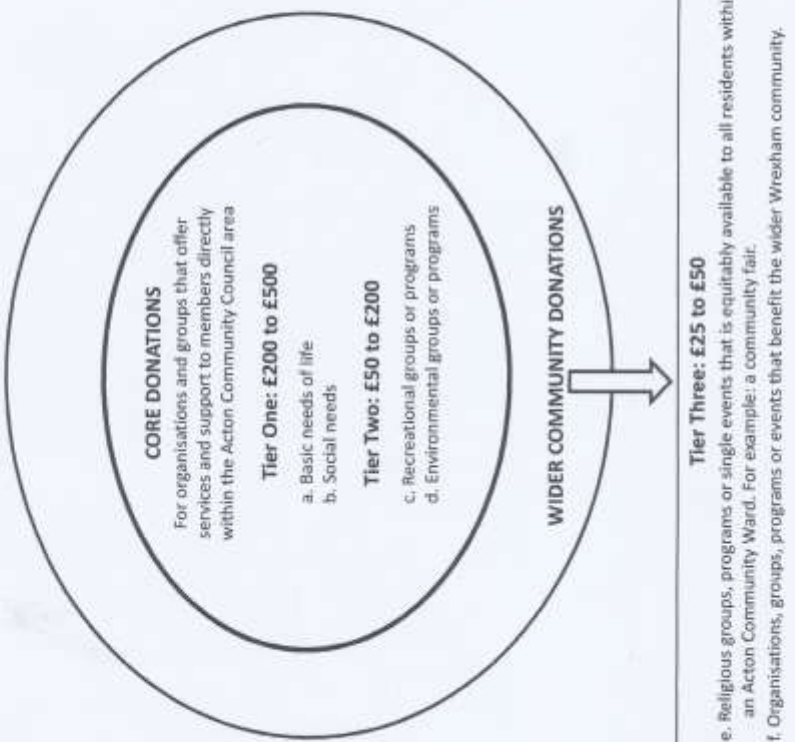 CORE DONATIONS
For organisations and groups that offer
services and support to members directly
within the Acton Community Council area
Tier One: £200 to £500
a. Basic needs of life
b. Social needs
Tier Two: £50 to £200
c. Recreational groups or programs
d. Environmental groups or programs
WIDER COMMUNITY DONATIONS
Tier Three: £25 to £50
e. Religious groups, programs or single events that is equitably available to all residents withi
an Acton Community Ward. For example: a community fair.
f. Organisations, groups, programs or events that benefit the wider Wrexham community.